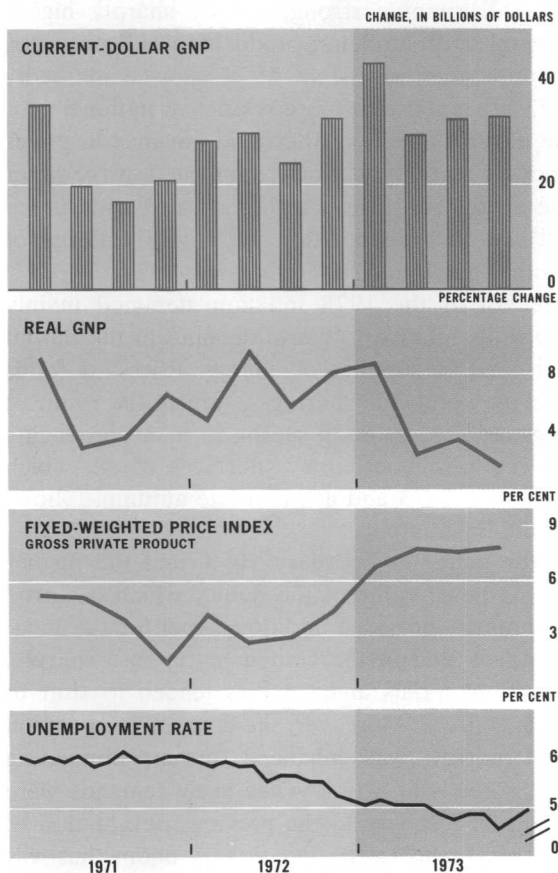 CHANGE, IN BILLIONS OF DOLLARS
CURRENT-DOLLAR GNP
40
20
0
PERCENTAGE CHANGE
REAL GNP
8
4
PER CENT
FIXED-WEIGHTED PRICE INDEX
GROSS PRIVATE PRODUCT
9
6
3
PER CENT
UNEMPLOYMENT RATE
6
5
0
1971 1972 1973